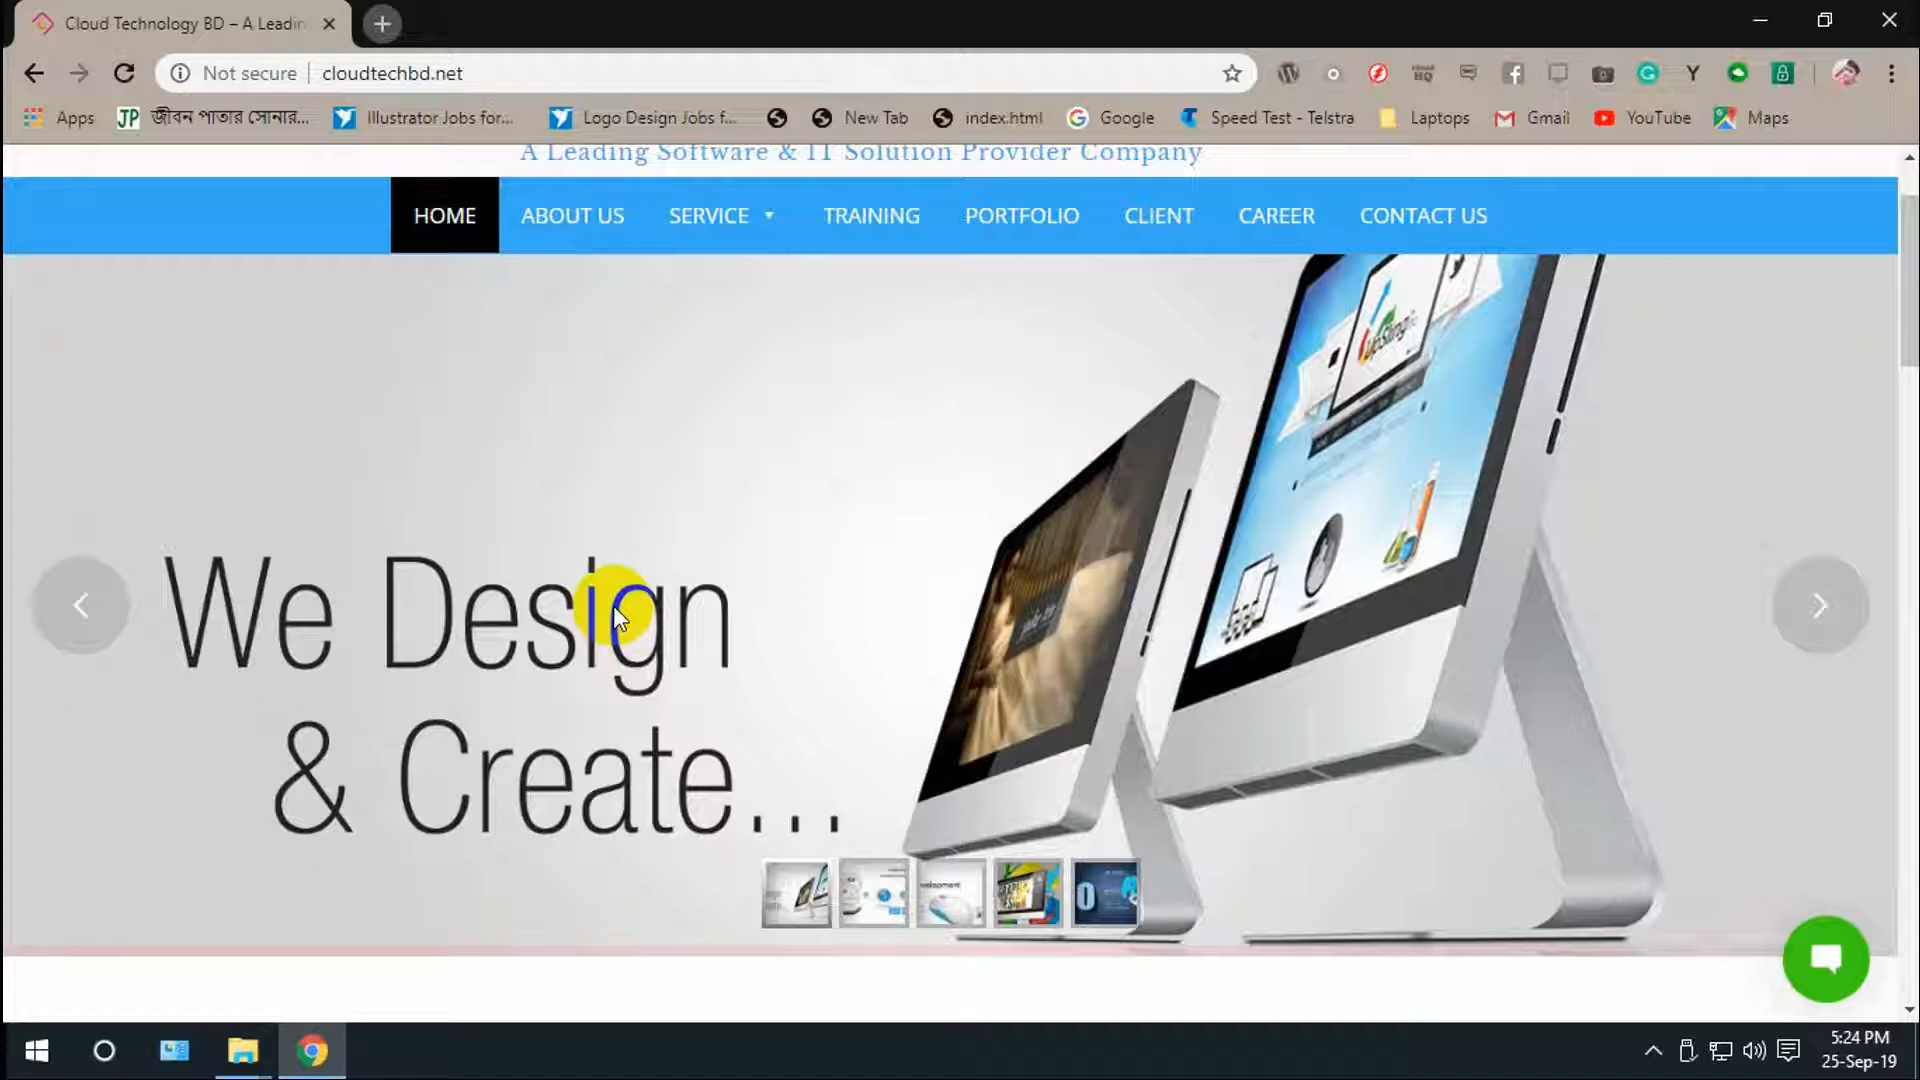 Cloud Technology BD – A Leadin
Not secure
cloudtechbd.net
Apps
JP জীবন পাতার সোনার...
Illustrator Jobs for...
Logo Design Jobs f...
New Tab
index.html
Google
Speed Test - Telstra
Laptops
Gmail
YouTube
Maps
A Leading Software & IT Solution Provider Company
HOME
ABOUT US
SERVICE
TRAINING
PORTFOLIO
CLIENT
CAREER
CONTACT US
We Design
& Create...
5:24 PM
25-Sep-19